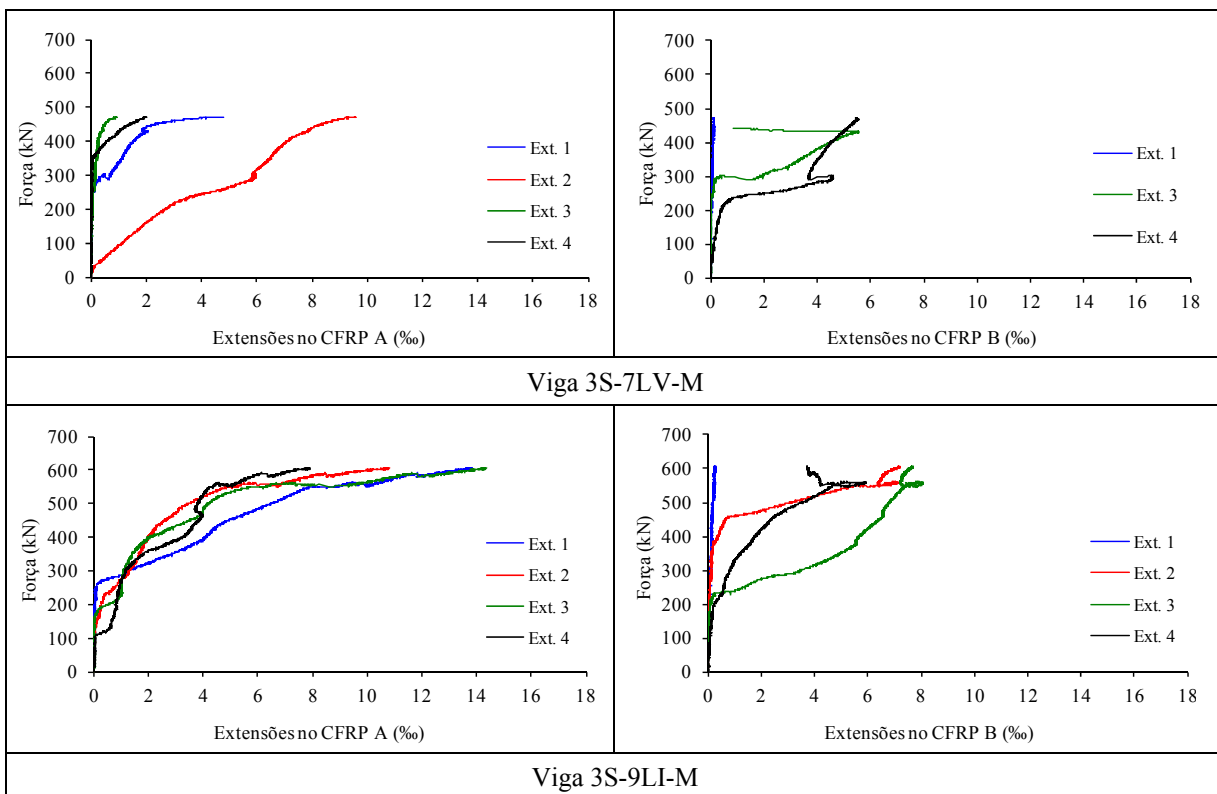 700
600
500
400
300
200
100
0
Força (kN)
Ext. 1
Ext. 2
Ext. 3
Ext. 4
0 2 4 6 8 10 12 14 16 18
Extensões no CFRP A (‰)
700
600
500
400
300
200
100
0
Força (kN)
Ext. 1
Ext. 3
Ext. 4
0 2 4 6 8 10 12 14 16 18
Extensões no CFRP B (‰)
Viga 3S-7LV-M
700
600
500
400
300
200
100
0
Força (kN)
Ext. 1
Ext. 2
Ext. 3
Ext. 4
0 2 4 6 8 10 12 14 16 18
Extensões no CFRP A (‰)
700
600
500
400
300
200
100
0
Força (kN)
Ext. 1
Ext. 2
Ext. 3
Ext. 4
0 2 4 6 8 10 12 14 16 18
Extensões no CFRP B (‰)
Viga 3S-9LI-M